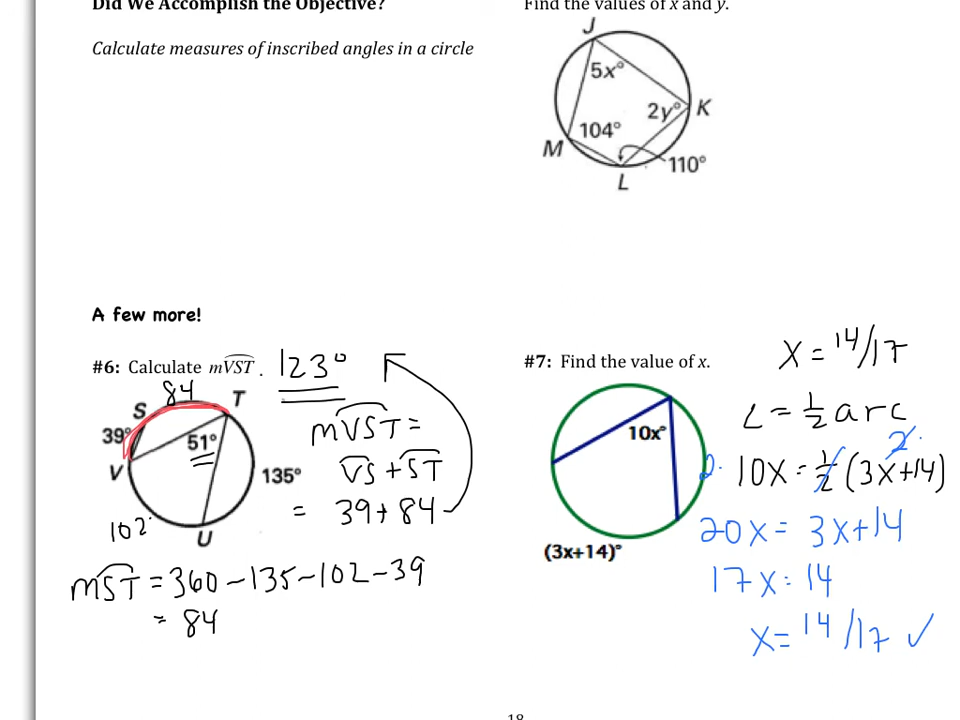 Did We Accomplish the Objective?
Calculate measures of inscribed angles in a circle
Find the values of x and y.
J
5x°
2y° K
104°
M
110°
L
A few more!
#6: Calculate mVST. 123°
84
S T
39° 51°
V
135°
102°
U
mVST =
VS + ST
= 39 + 84
mST = 360 - 135 - 102 - 39
= 84
#7: Find the value of x.
10x°
(3x+14)°
x = 14/17
∠ = ½ arc
2· 10x = ½ (3x+14) 2·
20x = 3x+14
17x = 14
x = 14/17 ✓
18